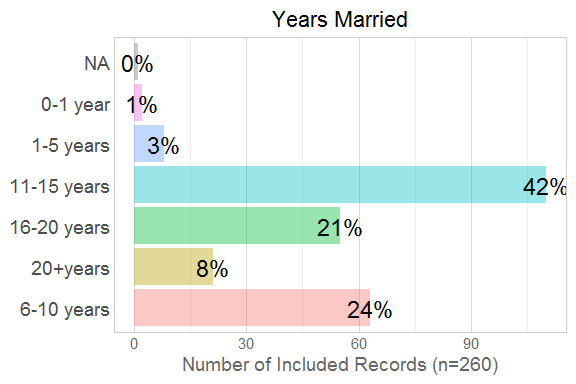 Years Married
NA 0%
0-1 year 1%
1-5 years 3%
11-15 years 42%
16-20 years 21%
20+years 8%
6-10 years 24%
0 30 60 90
Number of Included Records (n=260)